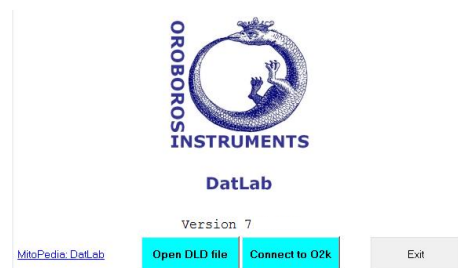 OROBOROS
INSTRUMENTS
DatLab
Version 7
MitoPedia: DatLab
Open DLD file
Connect to O2k
Exit